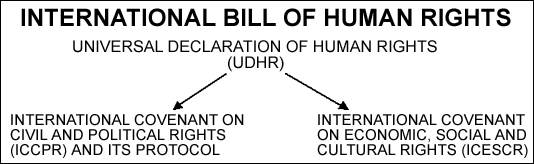 INTERNATIONAL BILL OF HUMAN RIGHTS
UNIVERSAL DECLARATION OF HUMAN RIGHTS
(UDHR)
INTERNATIONAL COVENANT ON
CIVIL AND POLITICAL RIGHTS
(ICCPR) AND ITS PROTOCOL
INTERNATIONAL COVENANT
ON ECONOMIC, SOCIAL AND
CULTURAL RIGHTS (ICESCR)